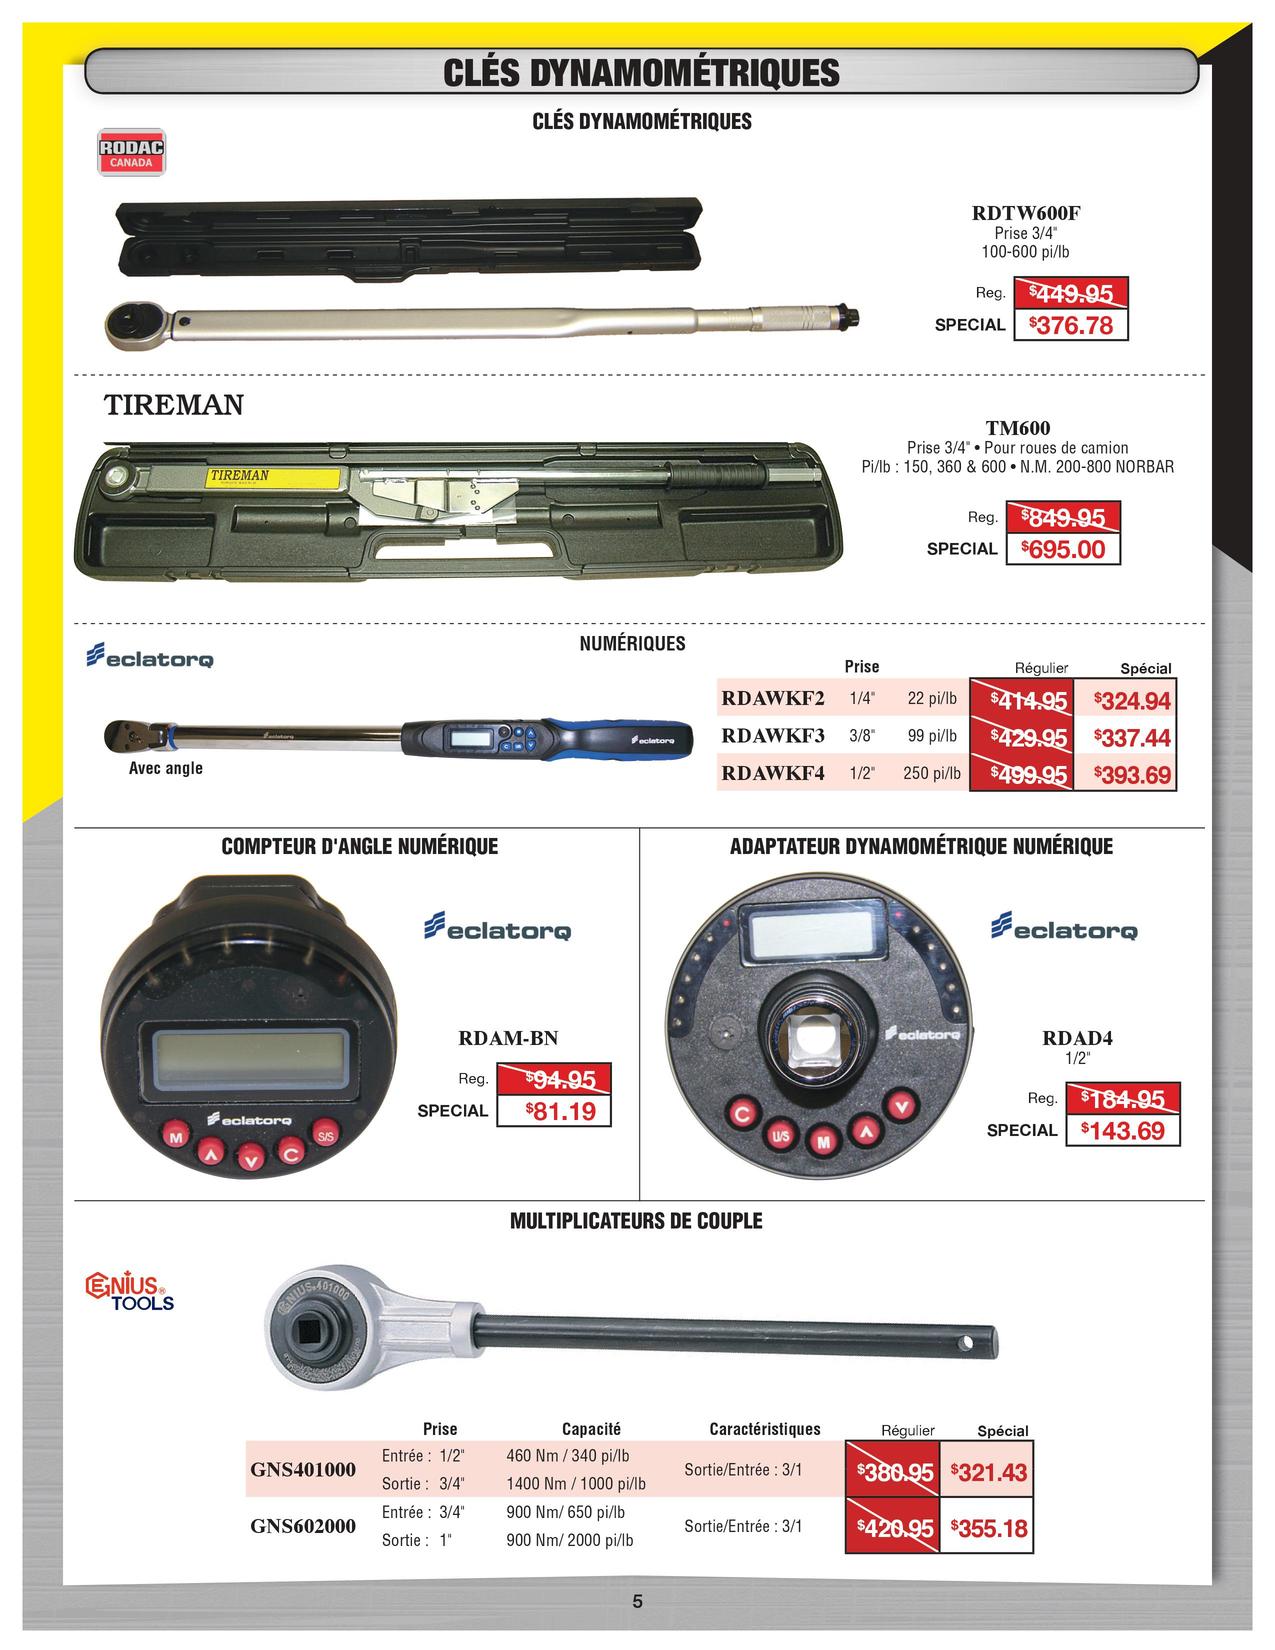 CLÉS DYNAMOMÉTRIQUES
CLÉS DYNAMOMÉTRIQUES
RODAC
CANADA
RDTW600F
Prise 3/4"
100-600 pi/lb
Reg. $449.95
SPECIAL $376.78
TIREMAN
TIREMAN
TM600
Prise 3/4" • Pour roues de camion
Pi/lb : 150, 360 & 600 • N.M. 200-800 NORBAR
Reg. $849.95
SPECIAL $695.00
eclatorq
NUMÉRIQUES
Prise Régulier Spécial
RDAWKF2 1/4" 22 pi/lb $414.95 $324.94
RDAWKF3 3/8" 99 pi/lb $429.95 $337.44
RDAWKF4 1/2" 250 pi/lb $499.95 $393.69
eclatorq
eclatorq
Avec angle
COMPTEUR D'ANGLE NUMÉRIQUE
eclatorq
RDAM-BN
Reg. $94.95
SPECIAL $81.19
eclatorq
M
S/S
C
ADAPTATEUR DYNAMOMÉTRIQUE NUMÉRIQUE
eclatorq
eclatorq
RDAD4
1/2"
Reg. $184.95
SPECIAL $143.69
C
U/S
M
MULTIPLICATEURS DE COUPLE
GENIUS®
TOOLS
GENIUS 401000
Prise Capacité Caractéristiques Régulier Spécial
GNS401000 Entrée : 1/2" 460 Nm / 340 pi/lb Sortie/Entrée : 3/1 $380.95 $321.43
Sortie : 3/4" 1400 Nm / 1000 pi/lb
GNS602000 Entrée : 3/4" 900 Nm/ 650 pi/lb Sortie/Entrée : 3/1 $420.95 $355.18
Sortie : 1" 900 Nm/ 2000 pi/lb
5